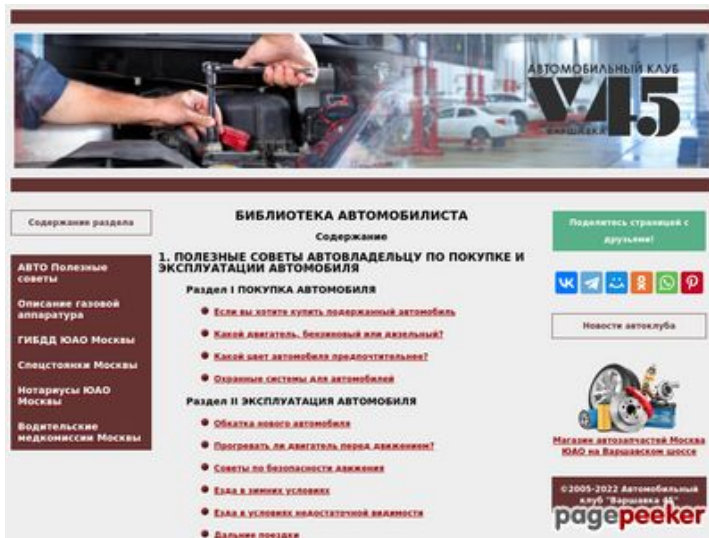 АВТОМОБИЛЬНЫЙ КЛУБ
V45
ВАРШАВКА
Содержание раздела
АВТО Полезные
советы
Описание газовой
аппаратура
ГИБДД ЮАО Москвы
Спецстоянки Москвы
Нотариусы ЮАО
Москвы
Водительские
медкомиссии Москвы
БИБЛИОТЕКА АВТОМОБИЛИСТА
Содержание
1. ПОЛЕЗНЫЕ СОВЕТЫ АВТОВЛАДЕЛЬЦУ ПО ПОКУПКЕ И
ЭКСПЛУАТАЦИИ АВТОМОБИЛЯ
Раздел I ПОКУПКА АВТОМОБИЛЯ
Если вы хотите купить подержанный автомобиль
Какой двигатель, бензиновый или дизельный?
Какой цвет автомобиля предпочтительнее?
Охранные системы для автомобилей
Раздел II ЭКСПЛУАТАЦИЯ АВТОМОБИЛЯ
Обкатка нового автомобиля
Прогревать ли двигатель перед движением?
Советы по безопасности движения
Езда в зимних условиях
Езда в условиях недостаточной видимости
Дальние поездки
Поделитесь страницей с
друзьями!
Новости автоклуба
Магазин автозапчастей Москва
ЮАО на Варшавском шоссе
©2005-2022 Автомобильный
клуб "Варшавка 45"
pagepeeker